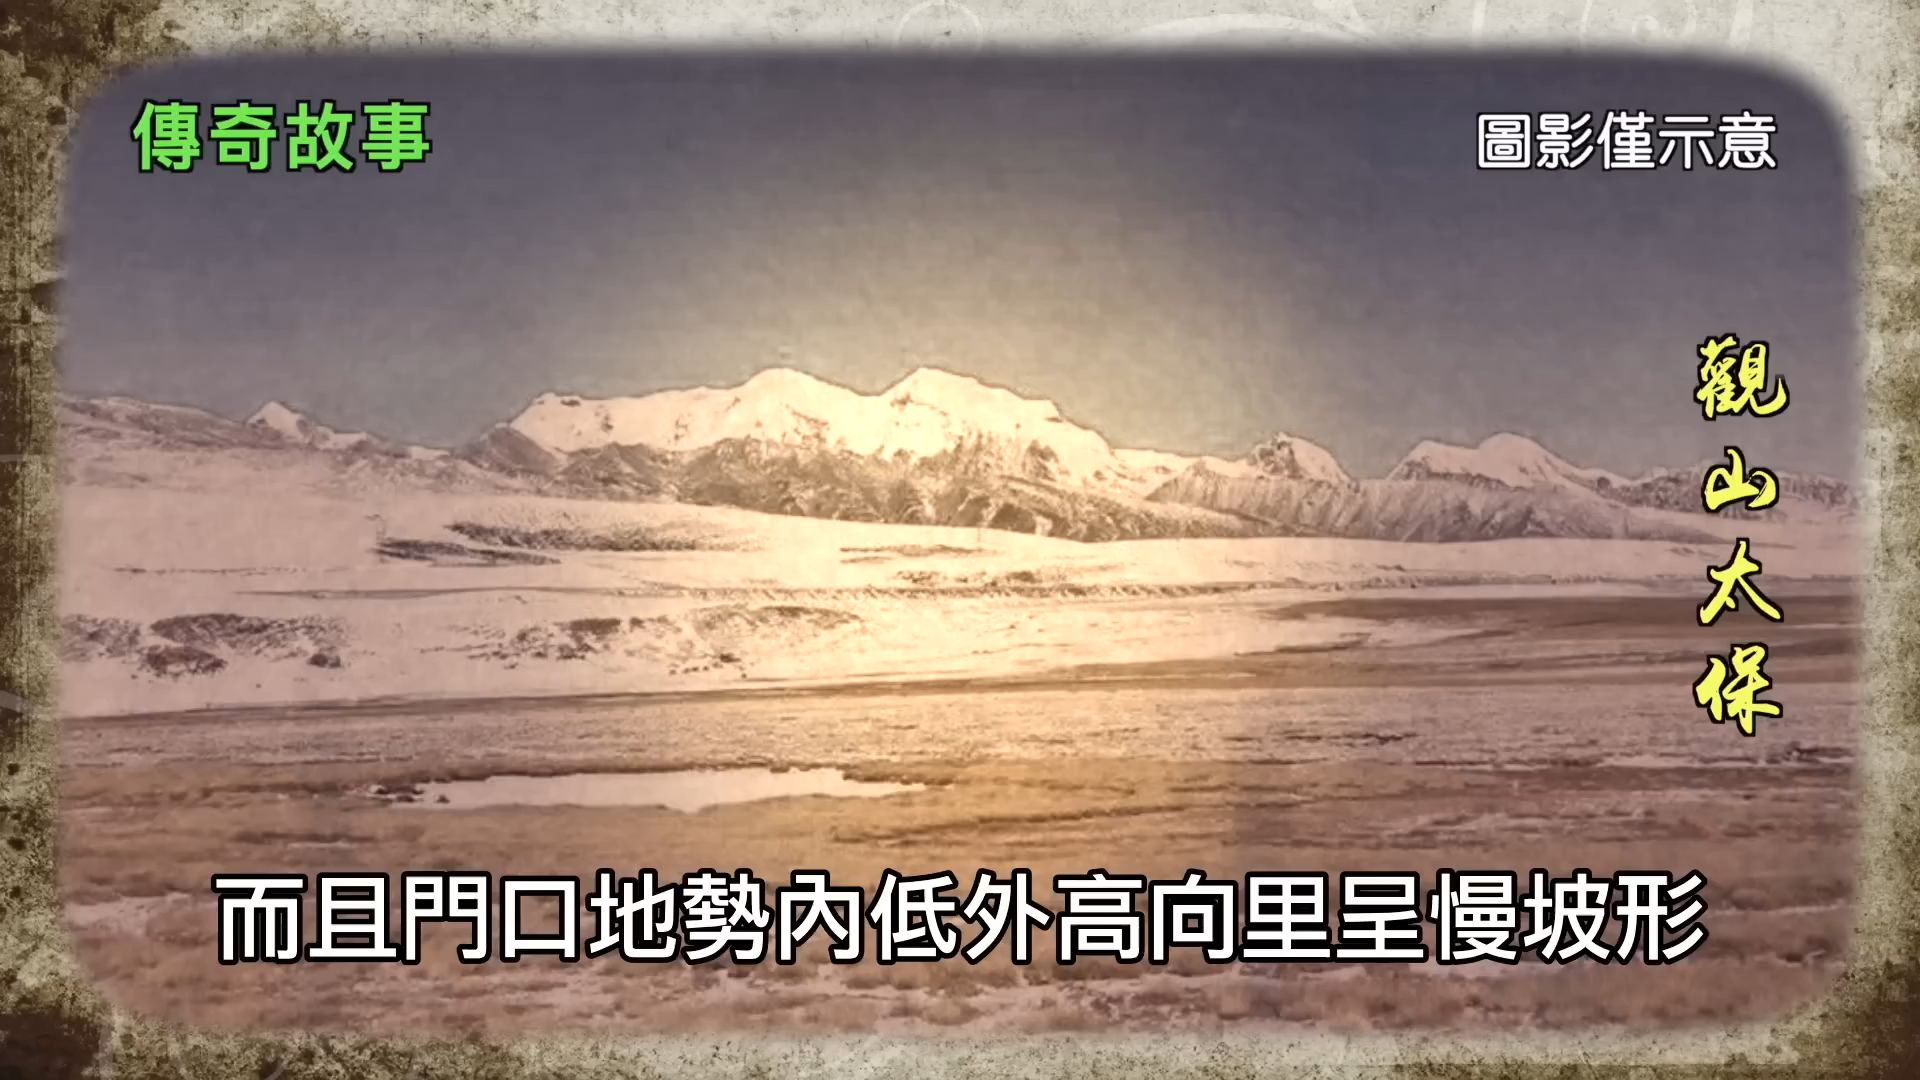 傳奇故事
圖影僅示意
觀山太保
而且門口地勢內低外高向里呈慢坡形